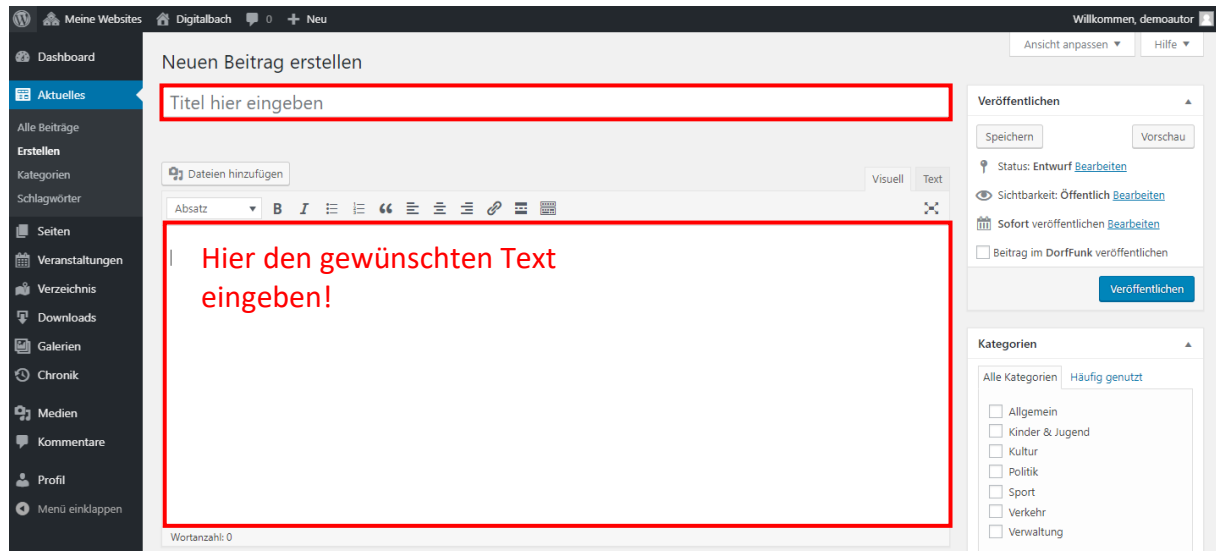 Meine Websites Digitalbach 0 + Neu Willkommen, demoautor
Ansicht anpassen Hilfe
Dashboard
Aktuelles
Alle Beiträge
Erstellen
Kategorien
Schlagwörter
Seiten
Veranstaltungen
Verzeichnis
Downloads
Galerien
Chronik
Medien
Kommentare
Profil
Menü einklappen
Neuen Beitrag erstellen
Titel hier eingeben
Dateien hinzufügen
Visuell Text
Absatz B I
Hier den gewünschten Text
eingeben!
Wortanzahl: 0
Veröffentlichen
Speichern Vorschau
Status: Entwurf Bearbeiten
Sichtbarkeit: Öffentlich Bearbeiten
Sofort veröffentlichen Bearbeiten
Beitrag im DorfFunk veröffentlichen
Veröffentlichen
Kategorien
Alle Kategorien Häufig genutzt
Allgemein
Kinder & Jugend
Kultur
Politik
Sport
Verkehr
Verwaltung